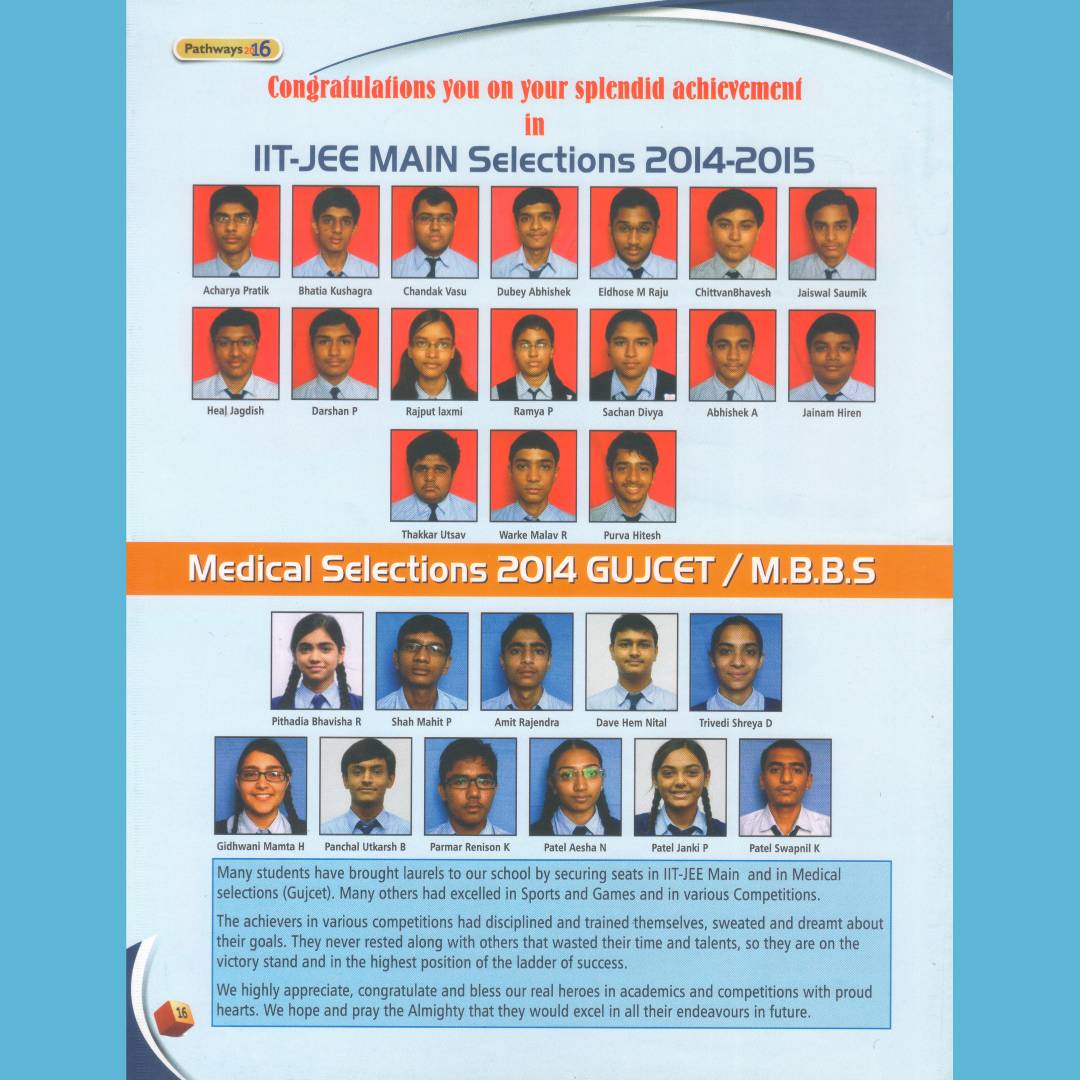 Pathways 2016
Congratulations you on your splendid achievement
in
IIT-JEE MAIN Selections 2014-2015
Acharya Pratik Bhatia Kushagra Chandak Vasu Dubey Abhishek Eldhose M Raju ChittvanBhavesh Jaiswal Saumik
Heal Jagdish Darshan P Rajput laxmi Ramya P Sachan Divya Abhishek A Jainam Hiren
Thakkar Utsav Warke Malav R Purva Hitesh
Medical Selections 2014 GUJCET / M.B.B.S
Pithadia Bhavisha R Shah Mahit P Amit Rajendra Dave Hem Nital Trivedi Shreya D
Gidhwani Mamta H Panchal Utkarsh B Parmar Renison K Patel Aesha N Patel Janki P Patel Swapnil K
Many students have brought laurels to our school by securing seats in IIT-JEE Main and in Medical
selections (Gujcet). Many others had excelled in Sports and Games and in various Competitions.
The achievers in various competitions had disciplined and trained themselves, sweated and dreamt about
their goals. They never rested along with others that wasted their time and talents, so they are on the
victory stand and in the highest position of the ladder of success.
We highly appreciate, congratulate and bless our real heroes in academics and competitions with proud
hearts. We hope and pray the Almighty that they would excel in all their endeavours in future.
16